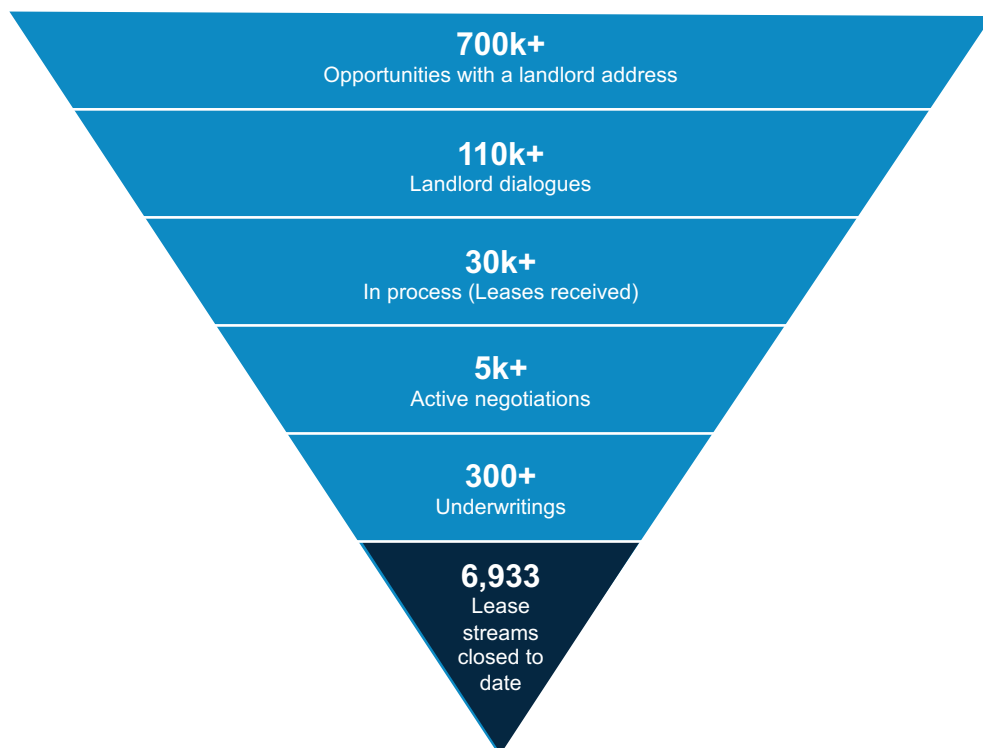 700k+
Opportunities with a landlord address
110k+
Landlord dialogues
30k+
In process (Leases received)
5k+
Active negotiations
300+
Underwritings
6,933
Lease
streams
closed to
date